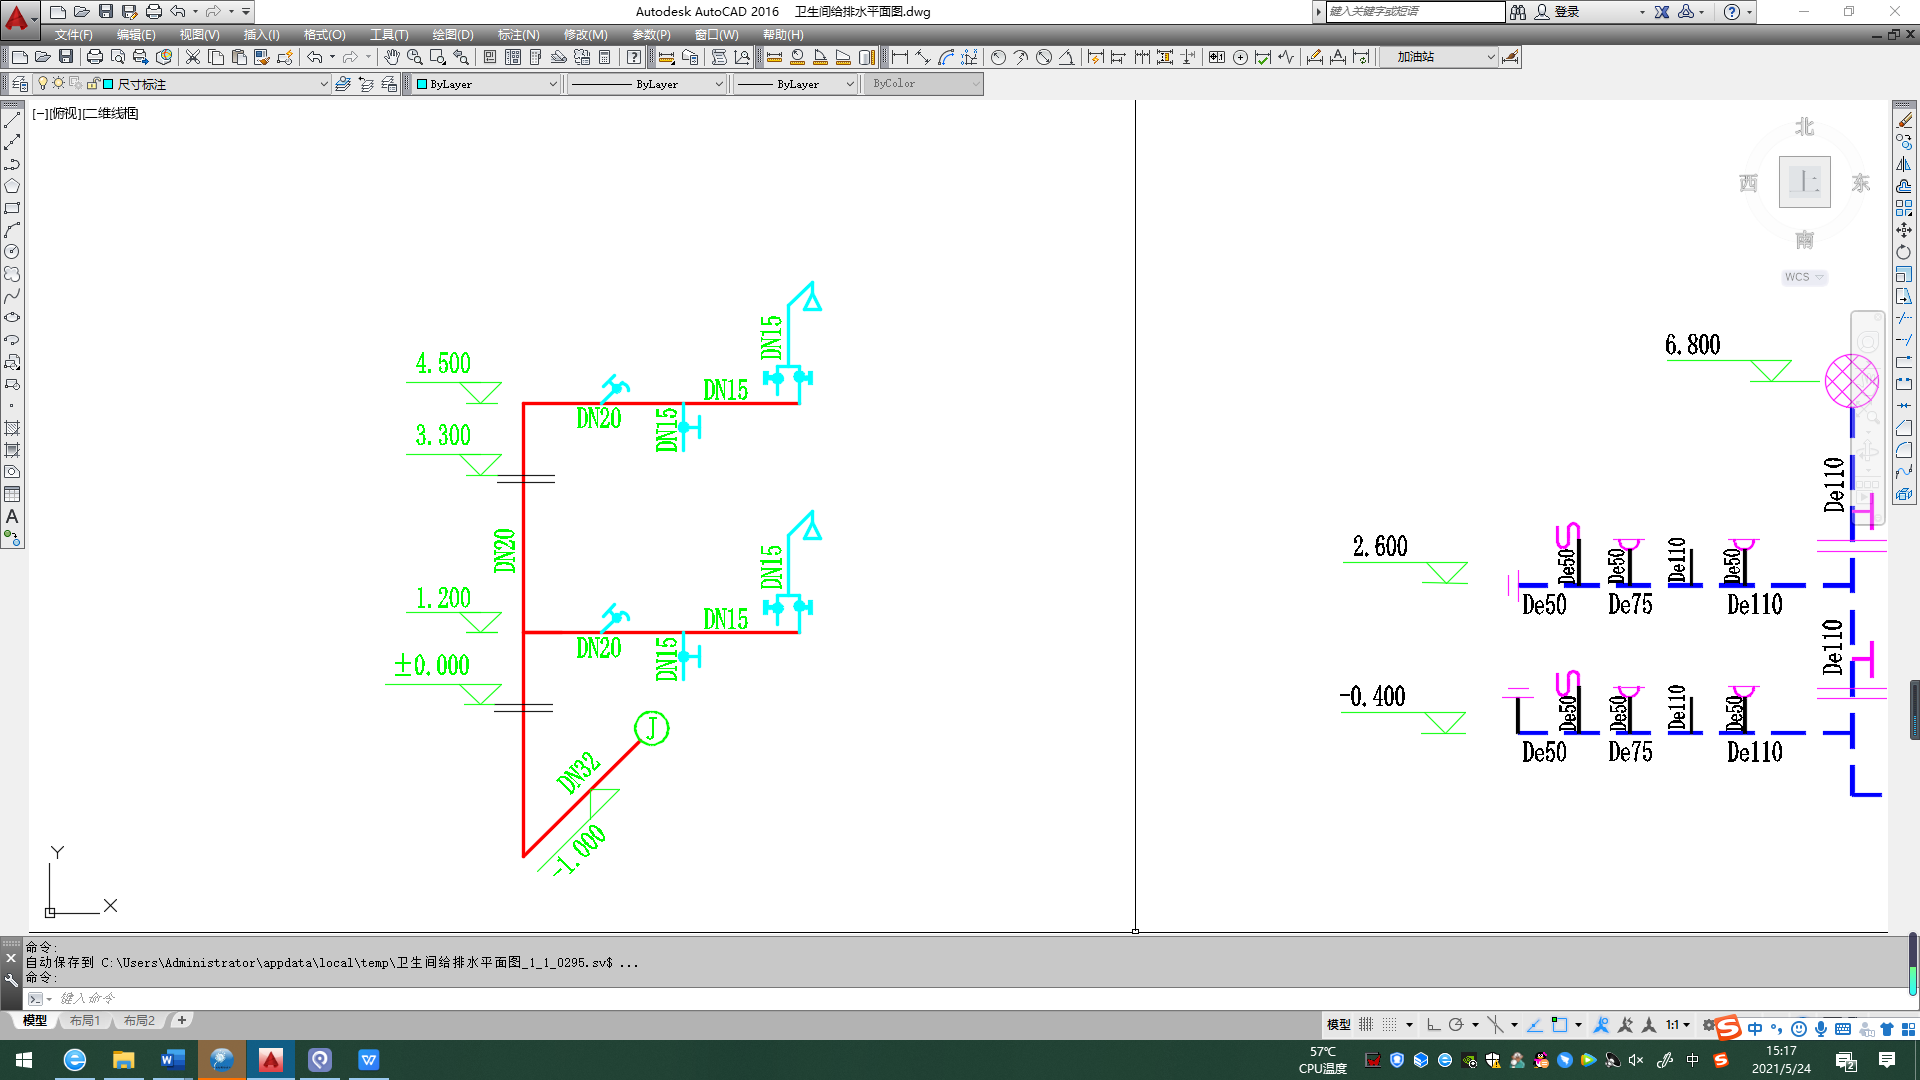 Autodesk AutoCAD 2016 卫生间给排水平面图.dwg
键入关键字或短语
登录
文件(F) 编辑(E) 视图(V) 插入(I) 格式(O) 工具(T) 绘图(D) 标注(N) 修改(M) 参数(P) 窗口(W) 帮助(H)
加油站
尺寸标注
ByLayer
ByLayer
ByLayer
ByColor
[−][俯视][二维线框]
北
西
上
东
南
WCS
4.500
3.300
1.200
±0.000
DN20
DN20
DN15
DN15
DN15
DN20
DN15
DN15
DN15
J
DN32
-1.000
6.800
De110
2.600
De50
De50
De110
De50
De50
De75
De110
De110
-0.400
De50
De50
De110
De50
De50
De75
De110
Y
X
A
命令:
自动保存到 C:\Users\Administrator\appdata\local\temp\卫生间给排水平面图_1_1_0295.sv$ ...
命令:
键入命令
模型 布局1 布局2 +
模型
1:1
中
57℃
CPU温度
中
15:17
2021/5/24
2